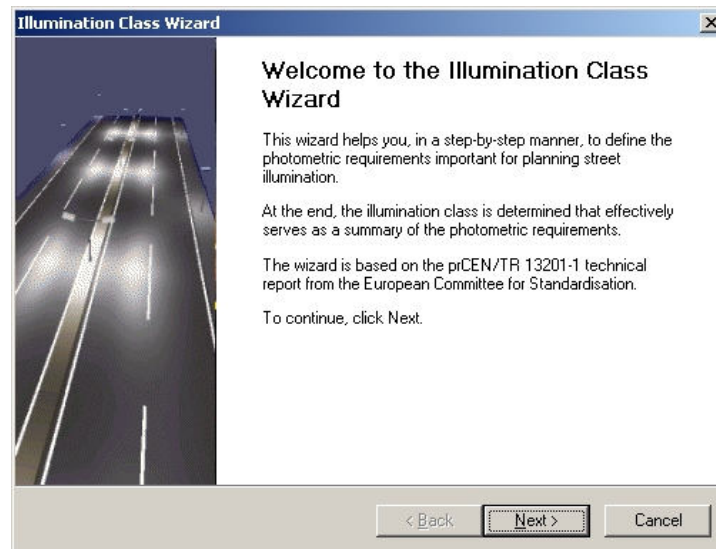 Illumination Class Wizard
Welcome to the Illumination Class
Wizard
This wizard helps you, in a step-by-step manner, to define the
photometric requirements important for planning street
illumination.
At the end, the illumination class is determined that effectively
serves as a summary of the photometric requirements.
The wizard is based on the prCEN/TR 13201-1 technical
report from the European Committee for Standardisation.
To continue, click Next.
< Back
Next >
Cancel